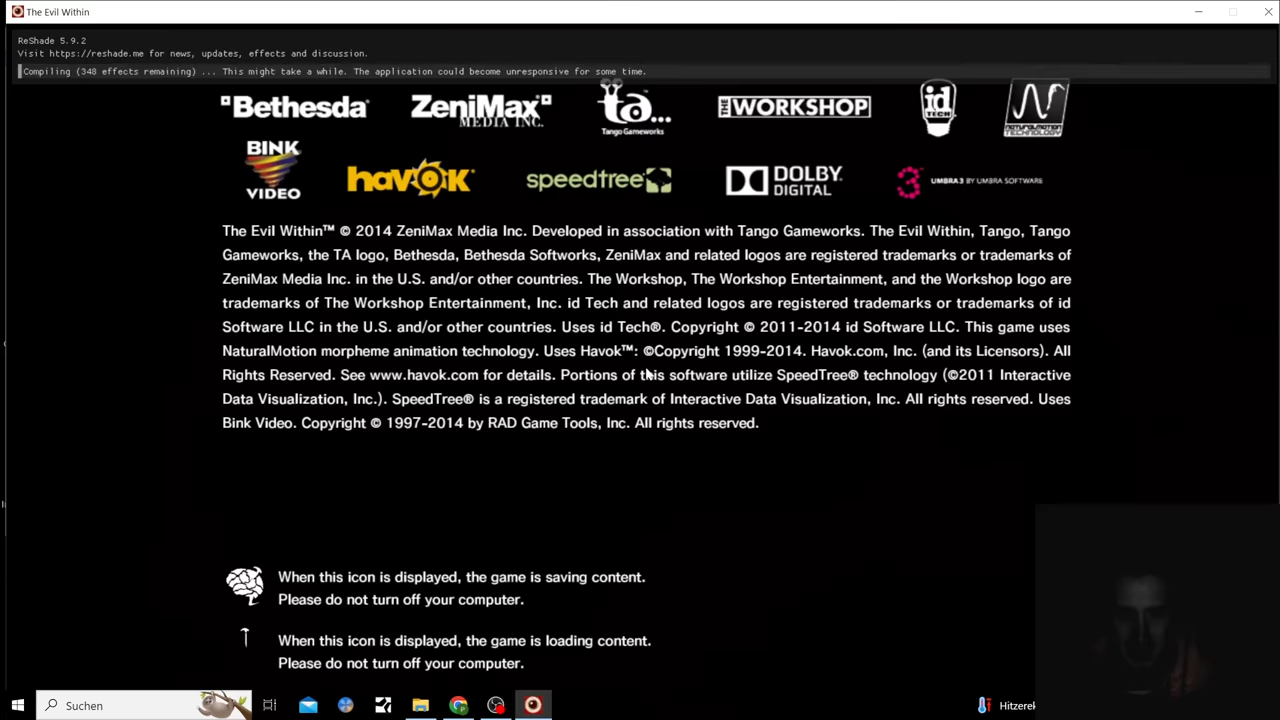 The Evil Within
ReShade 5.9.2
Visit https://reshade.me for news, updates, effects and discussion.
Compiling (348 effects remaining) ... This might take a while. The application could become unresponsive for some time.
Bethesda ZeniMax MEDIA INC. ta... Tango Gameworks THE WORKSHOP id TECH NATURALMOTION TECHNOLOGY
BINK VIDEO havok speedtree DOLBY DIGITAL 3 UMBRA 3 BY UMBRA SOFTWARE
The Evil Within™ © 2014 ZeniMax Media Inc. Developed in association with Tango Gameworks. The Evil Within, Tango, Tango
Gameworks, the TA logo, Bethesda, Bethesda Softworks, ZeniMax and related logos are registered trademarks or trademarks of
ZeniMax Media Inc. in the U.S. and/or other countries. The Workshop, The Workshop Entertainment, and the Workshop logo are
trademarks of The Workshop Entertainment, Inc. id Tech and related logos are registered trademarks or trademarks of id
Software LLC in the U.S. and/or other countries. Uses id Tech®. Copyright © 2011-2014 id Software LLC. This game uses
NaturalMotion morpheme animation technology. Uses Havok™: ©Copyright 1999-2014. Havok.com, Inc. (and its Licensors). All
Rights Reserved. See www.havok.com for details. Portions of this software utilize SpeedTree® technology (©2011 Interactive
Data Visualization, Inc.). SpeedTree® is a registered trademark of Interactive Data Visualization, Inc. All rights reserved. Uses
Bink Video. Copyright © 1997-2014 by RAD Game Tools, Inc. All rights reserved.
When this icon is displayed, the game is saving content.
Please do not turn off your computer.
When this icon is displayed, the game is loading content.
Please do not turn off your computer.
Suchen
Hitzerek